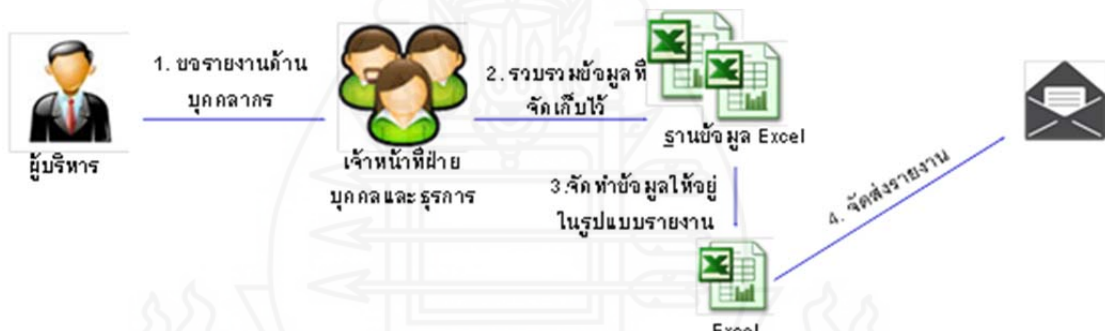 1. ขอรายงานด้าน
บุคคลากร
ผู้บริหาร
เจ้าหน้าที่ฝ่าย
บุคคลและธุรการ
2. รวบรวมข้อมูลที่
จัดเก็บไว้
ฐานข้อมูล Excel
3.จัดทำข้อมูลให้อยู่
ในรูปแบบรายงาน
4. จัดส่งรายงาน
Excel